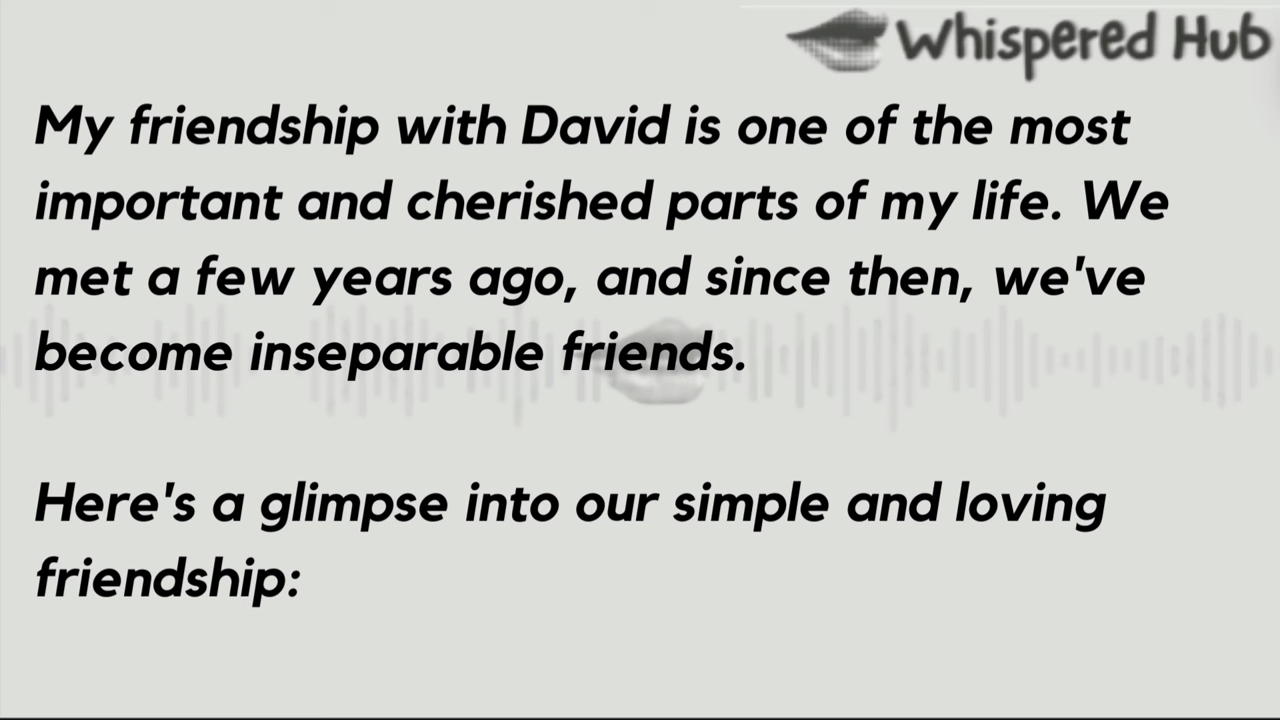 Whispered Hub
My friendship with David is one of the most
important and cherished parts of my life. We
met a few years ago, and since then, we've
become inseparable friends.
Here's a glimpse into our simple and loving
friendship: